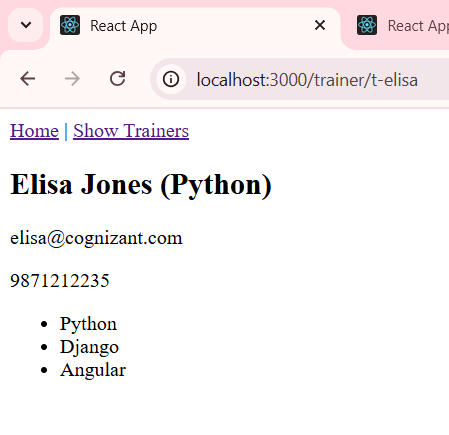 React App
React App
localhost:3000/trainer/t-elisa
Home | Show Trainers
Elisa Jones (Python)
elisa@cognizant.com
9871212235
Python
Django
Angular